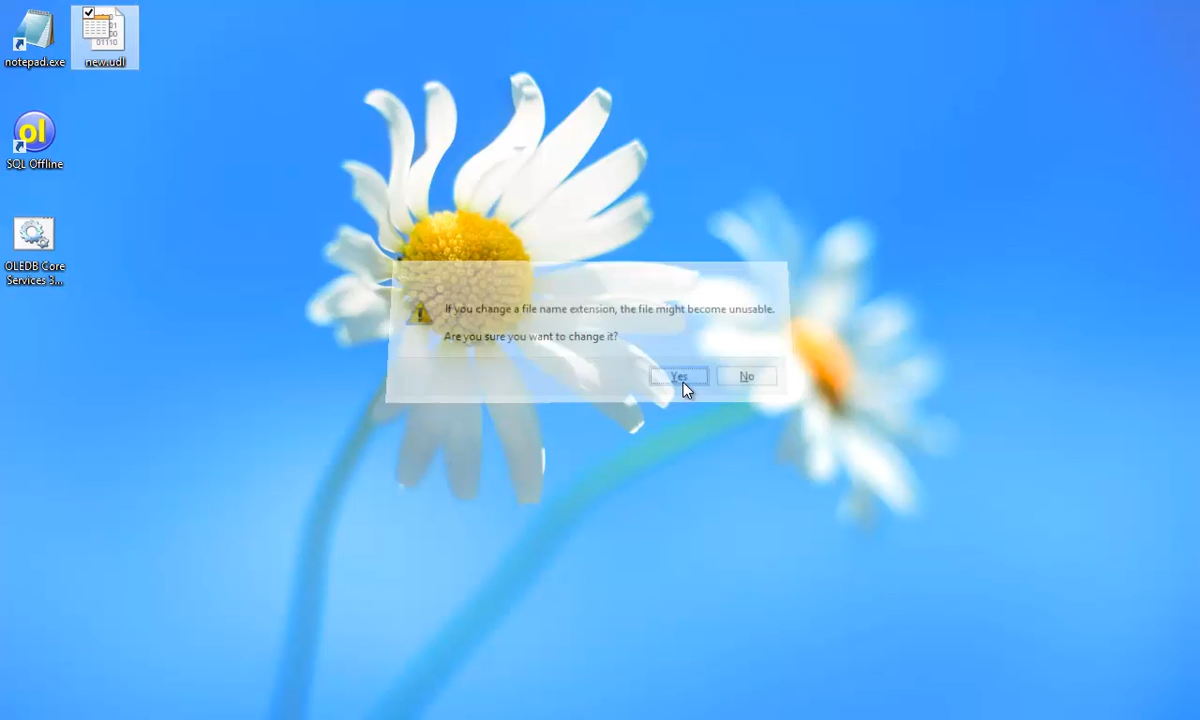 notepad.exe
new.udl
ol
SQL Offline
OLEDB Core
Services 3...
If you change a file name extension, the file might become unusable.
Are you sure you want to change it?
Yes
No